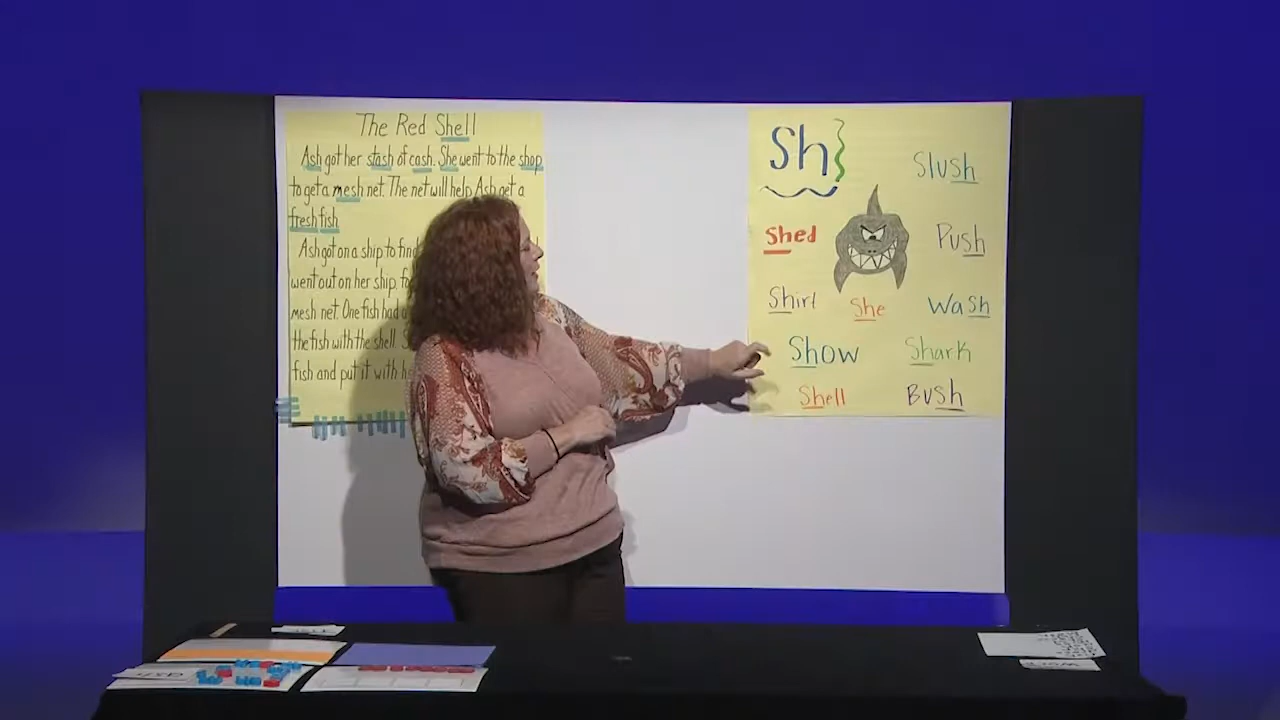 The Red Shell
Ash got her stash of cash. She went to the shop
to get a mesh net. The net will help Ash get a
fresh fish
Ash got on a ship to find
went out on her ship, 
mesh net. One fish had
the fish with the shell.
fish and put it with
Sh
Slush
Shed
Push
Shirt
She
Wash
Show
Shark
Shell
Bush